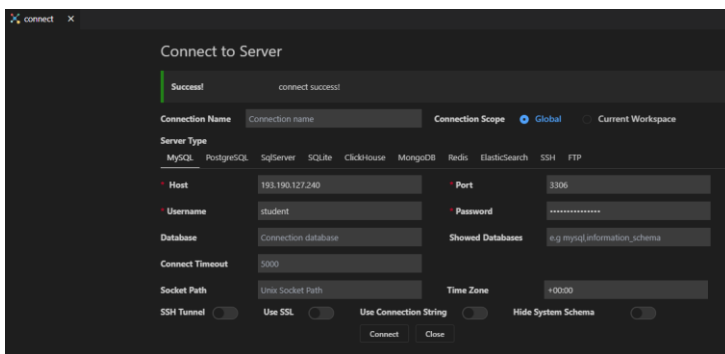 connect ×
Connect to Server
Success! connect success!
Connection Name Connection name Connection Scope Global Current Workspace
Server Type
MySQL PostgreSQL SqlServer SQLite ClickHouse MongoDB Redis ElasticSearch SSH FTP
* Host 193.190.127.240 * Port 3306
* Username student * Password ···············
Database Connection database Showed Databases e.g mysql,information_schema
Connect Timeout 5000
Socket Path Unix Socket Path Time Zone +00:00
SSH Tunnel Use SSL Use Connection String Hide System Schema
Connect Close